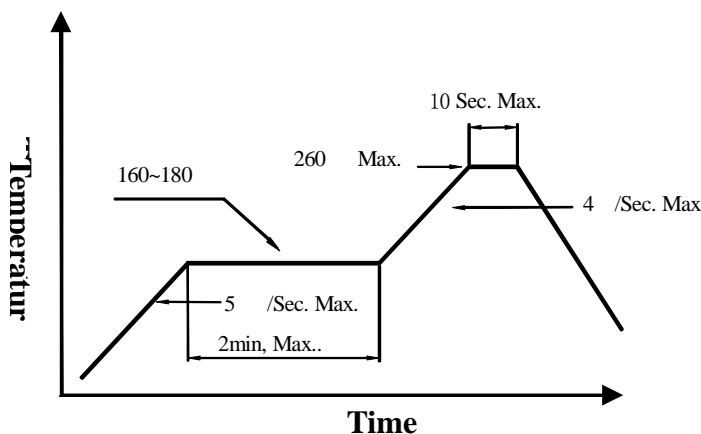 10 Sec. Max.
260 Max.
160~180
4 /Sec. Max
5 /Sec. Max.
2min, Max..
Temperatur
Time